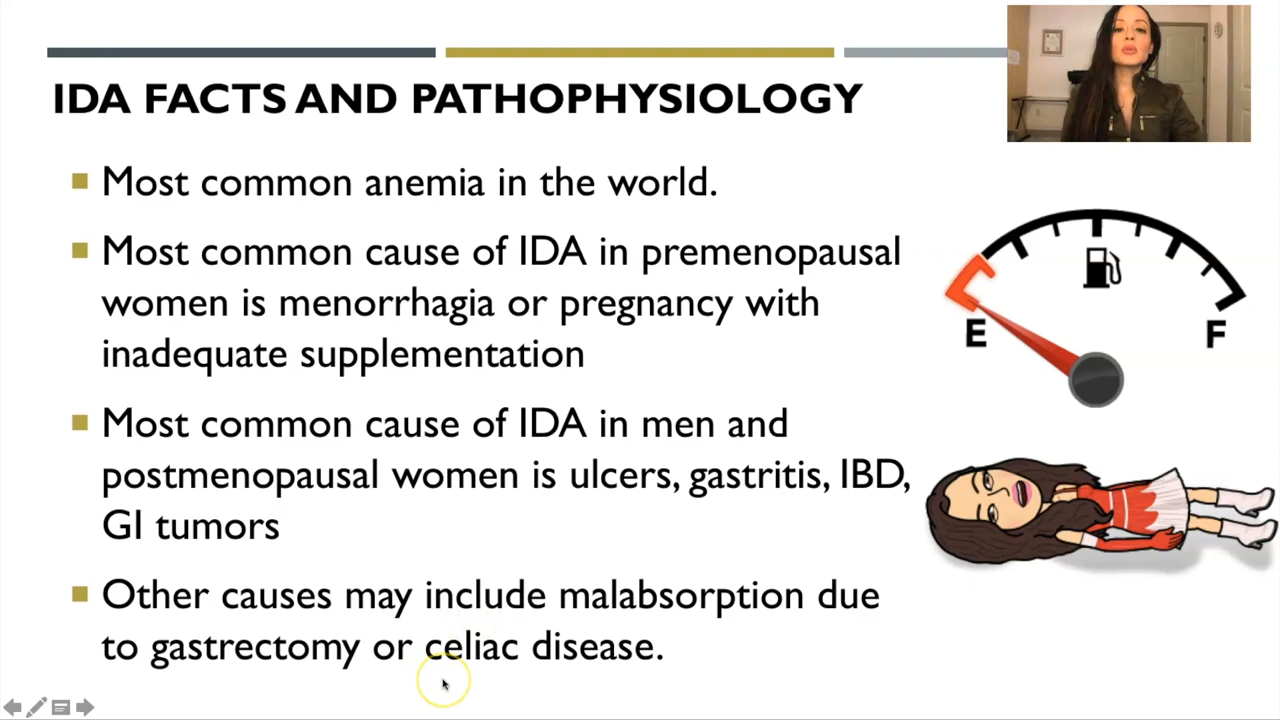 IDA FACTS AND PATHOPHYSIOLOGY
Most common anemia in the world.
Most common cause of IDA in premenopausal
women is menorrhagia or pregnancy with
inadequate supplementation
Most common cause of IDA in men and
postmenopausal women is ulcers, gastritis, IBD,
GI tumors
Other causes may include malabsorption due
to gastrectomy or celiac disease.
E
F